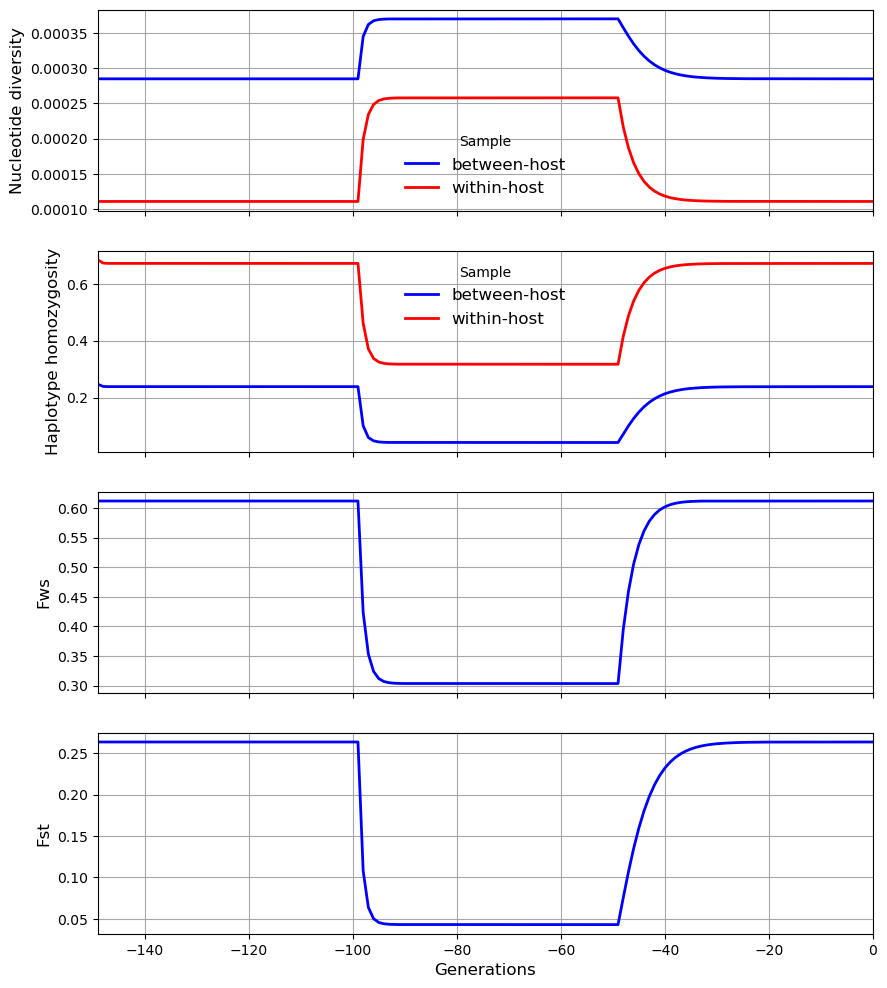 Nucleotide diversity
0.00035
0.00030
0.00025
0.00020
0.00015
0.00010
Sample
between-host
within-host
Haplotype homozygosity
0.6
0.4
0.2
Sample
between-host
within-host
Fws
0.60
0.55
0.50
0.45
0.40
0.35
0.30
Fst
0.25
0.20
0.15
0.10
0.05
−140
−120
−100
−80
−60
−40
−20
0
Generations